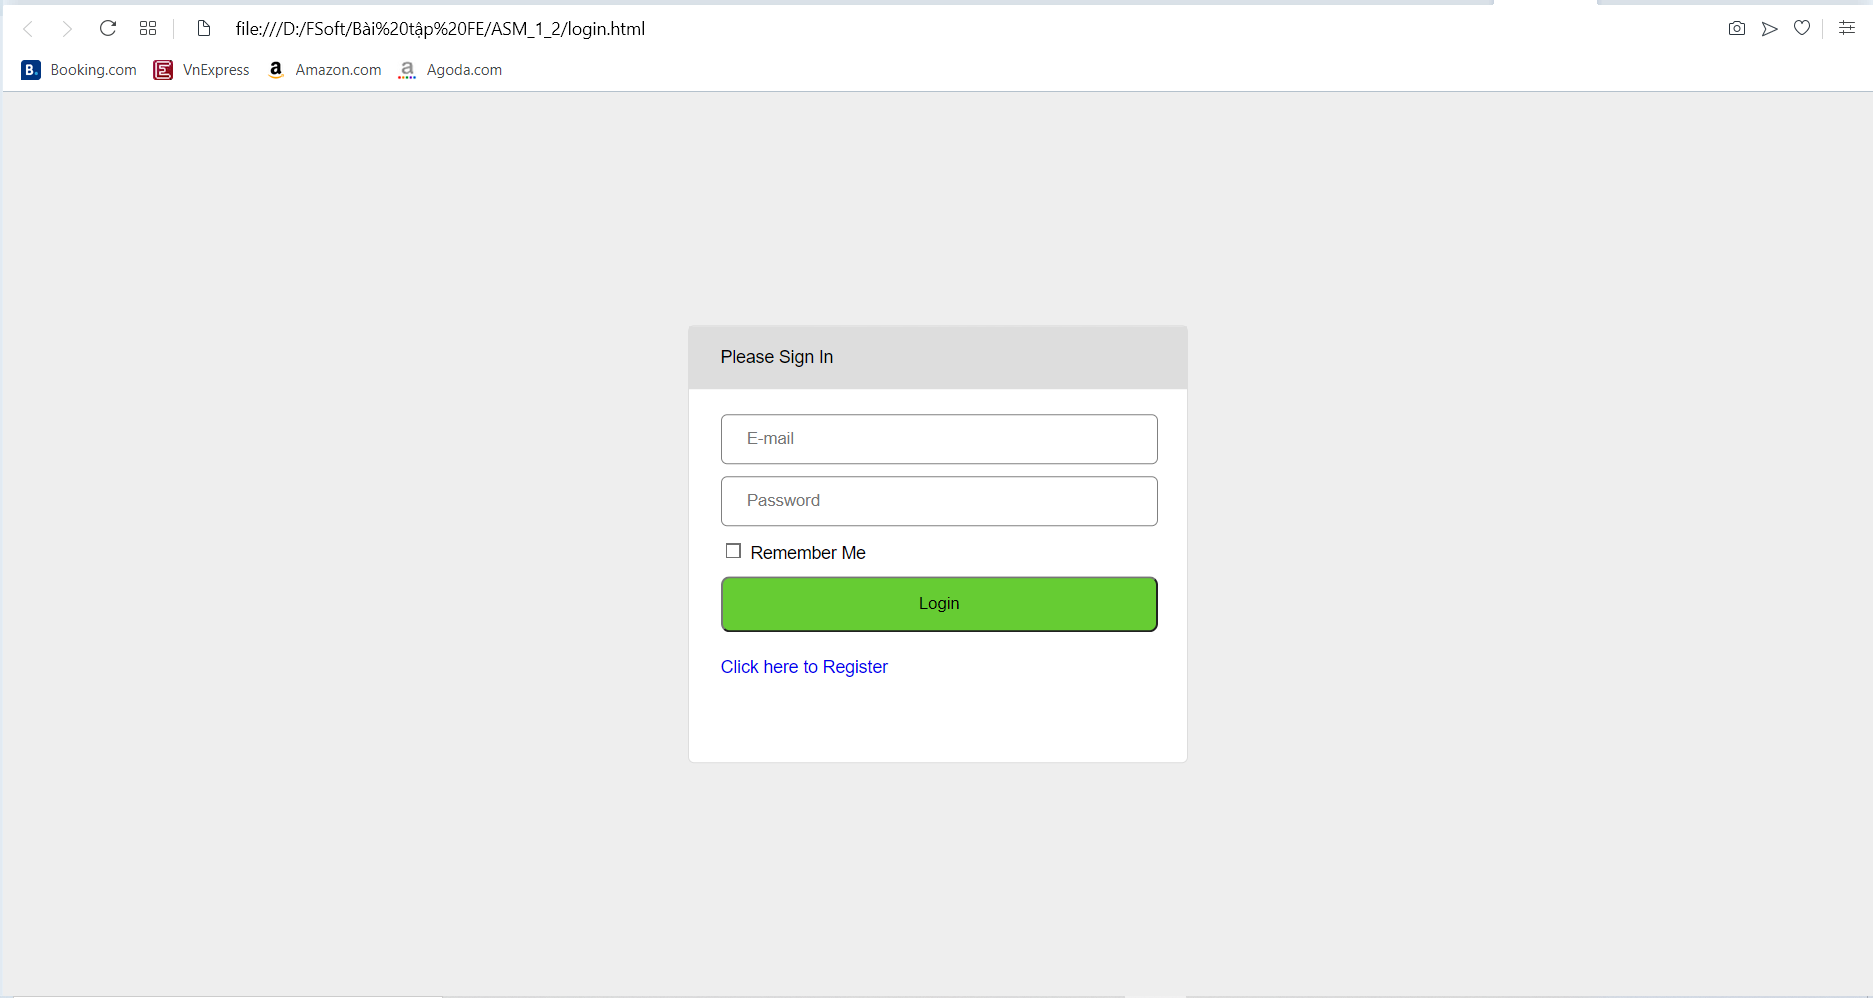 file:///D:/FSoft/Bài%20tập%20FE/ASM_1_2/login.html
B. Booking.com E VnExpress a Amazon.com a Agoda.com
Please Sign In
E-mail
Password
Remember Me
Login
Click here to Register